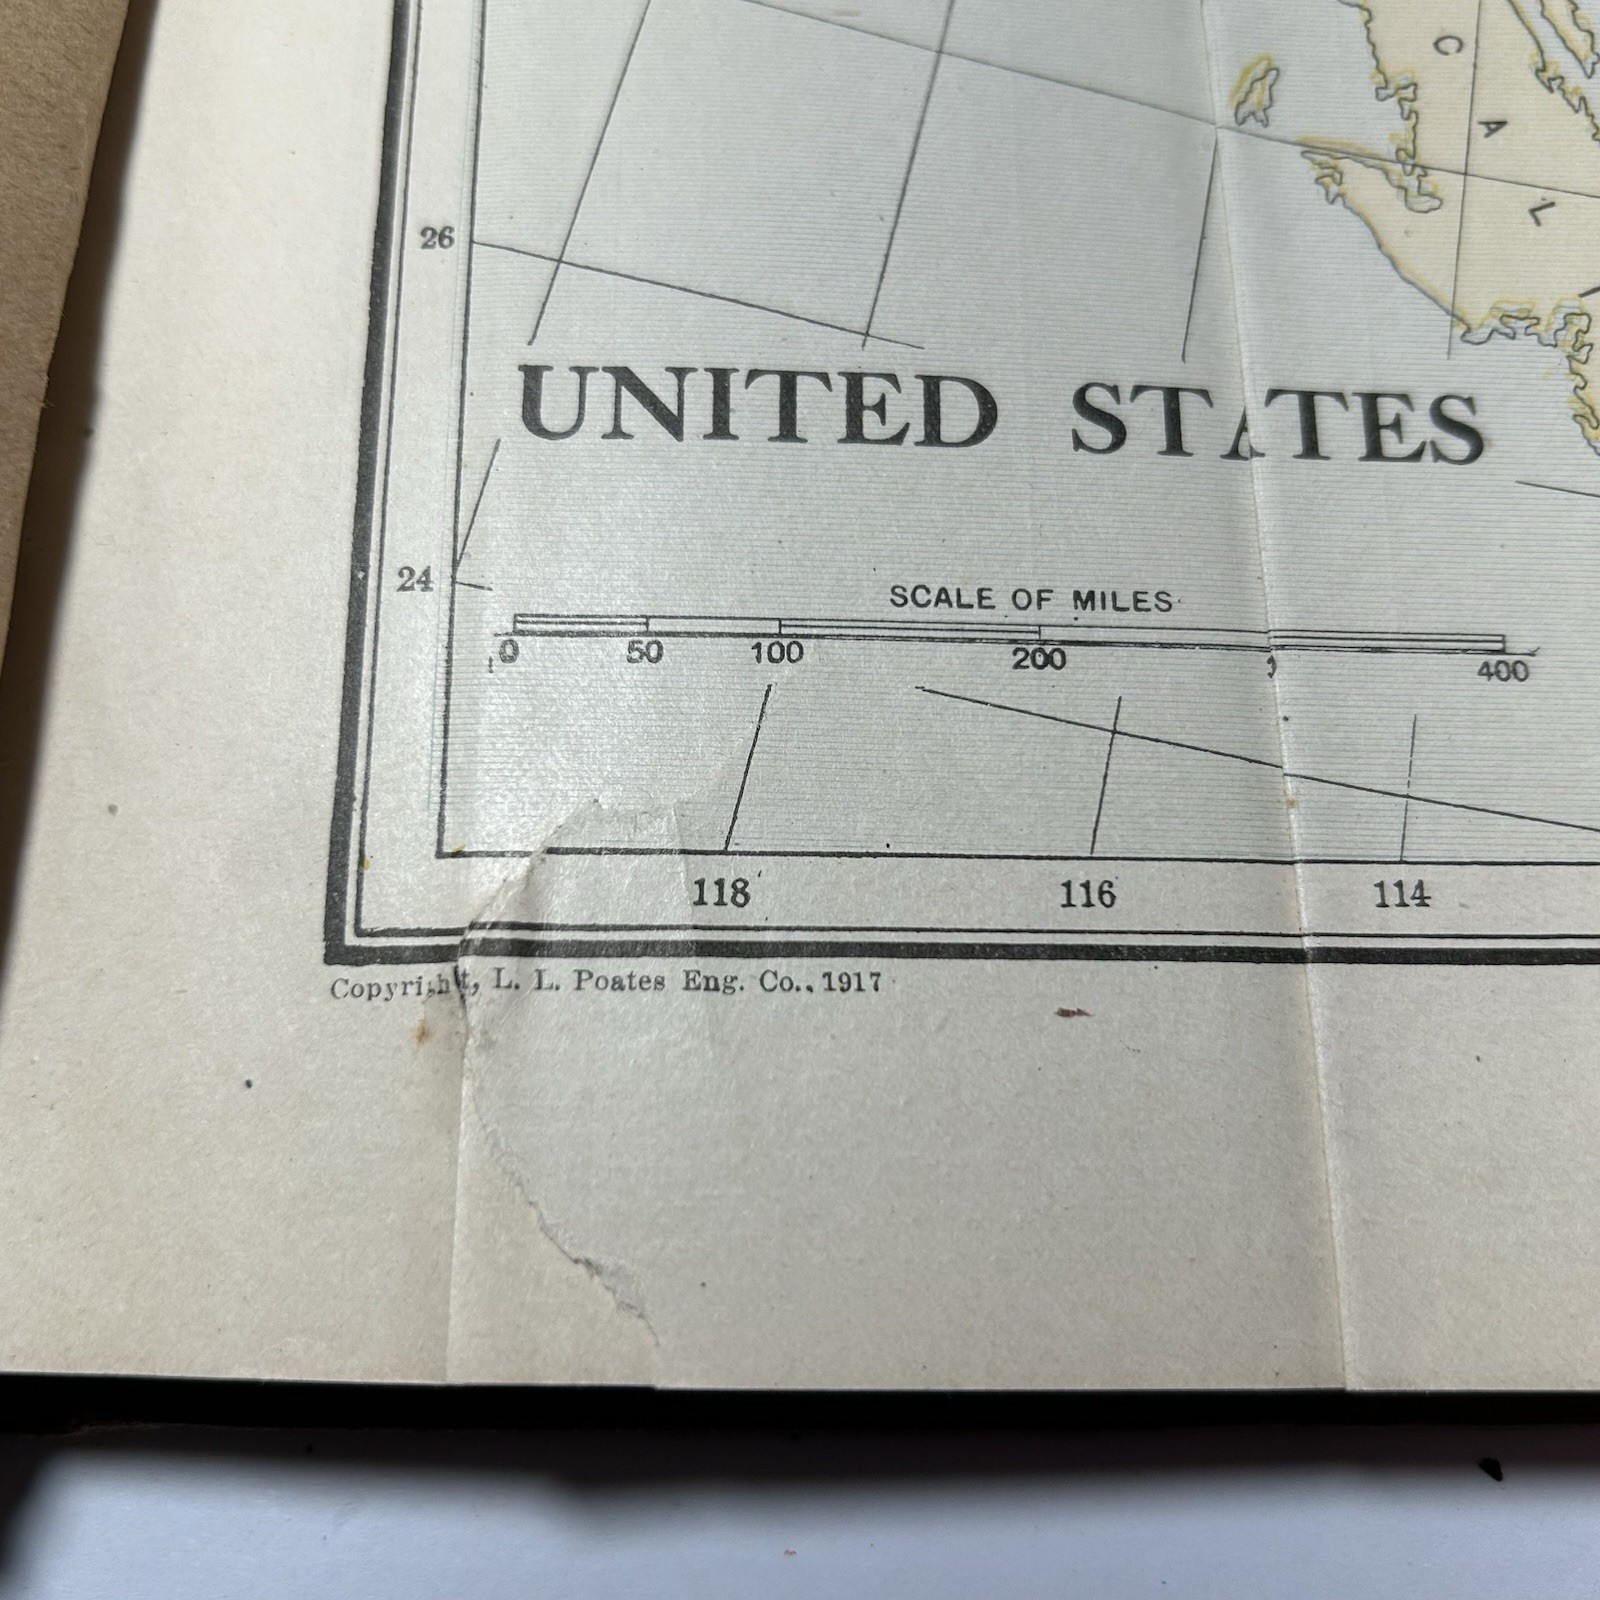 C
A
L
26
UNITED STATES
24
SCALE OF MILES
0 50 100 200 400
118 116 114
Copyright, L. L. Poates Eng. Co., 1917